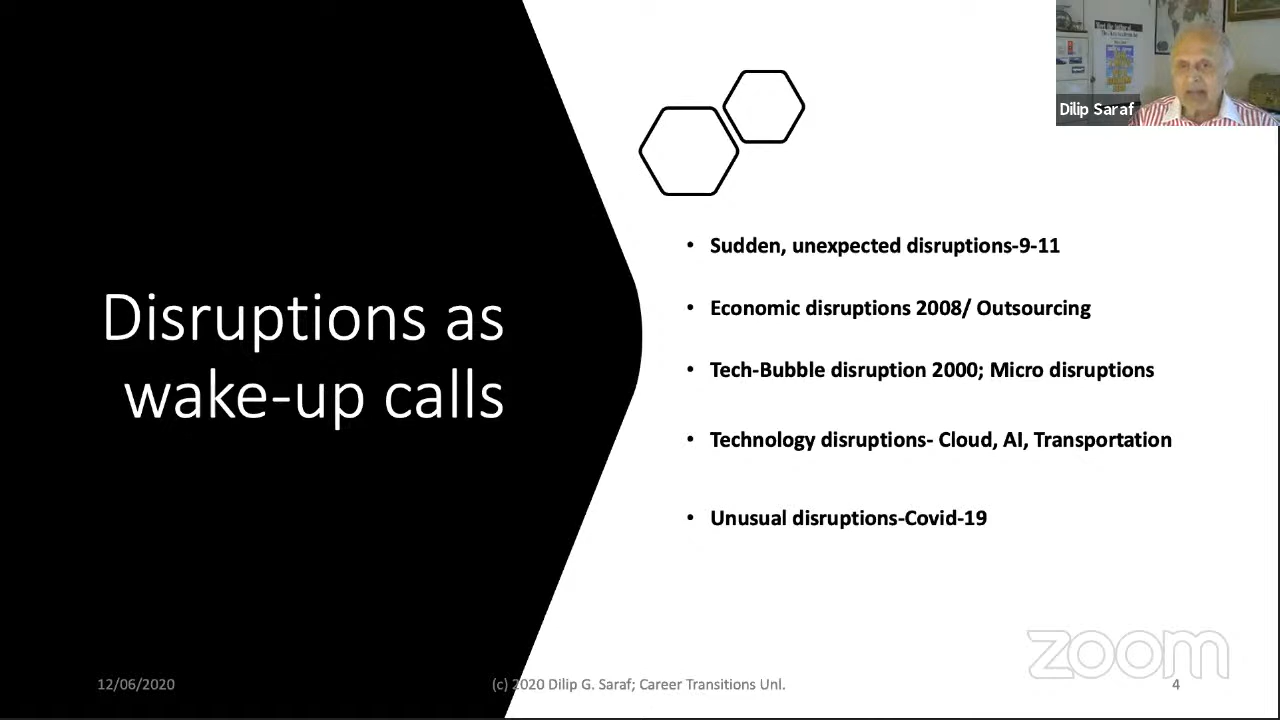 Disruptions as
wake-up calls
• Sudden, unexpected disruptions-9-11
• Economic disruptions 2008/ Outsourcing
• Tech-Bubble disruption 2000; Micro disruptions
• Technology disruptions- Cloud, AI, Transportation
• Unusual disruptions-Covid-19
Dilip Saraf
zoom
12/06/2020
(c) 2020 Dilip G. Saraf; Career Transitions Unl.
4